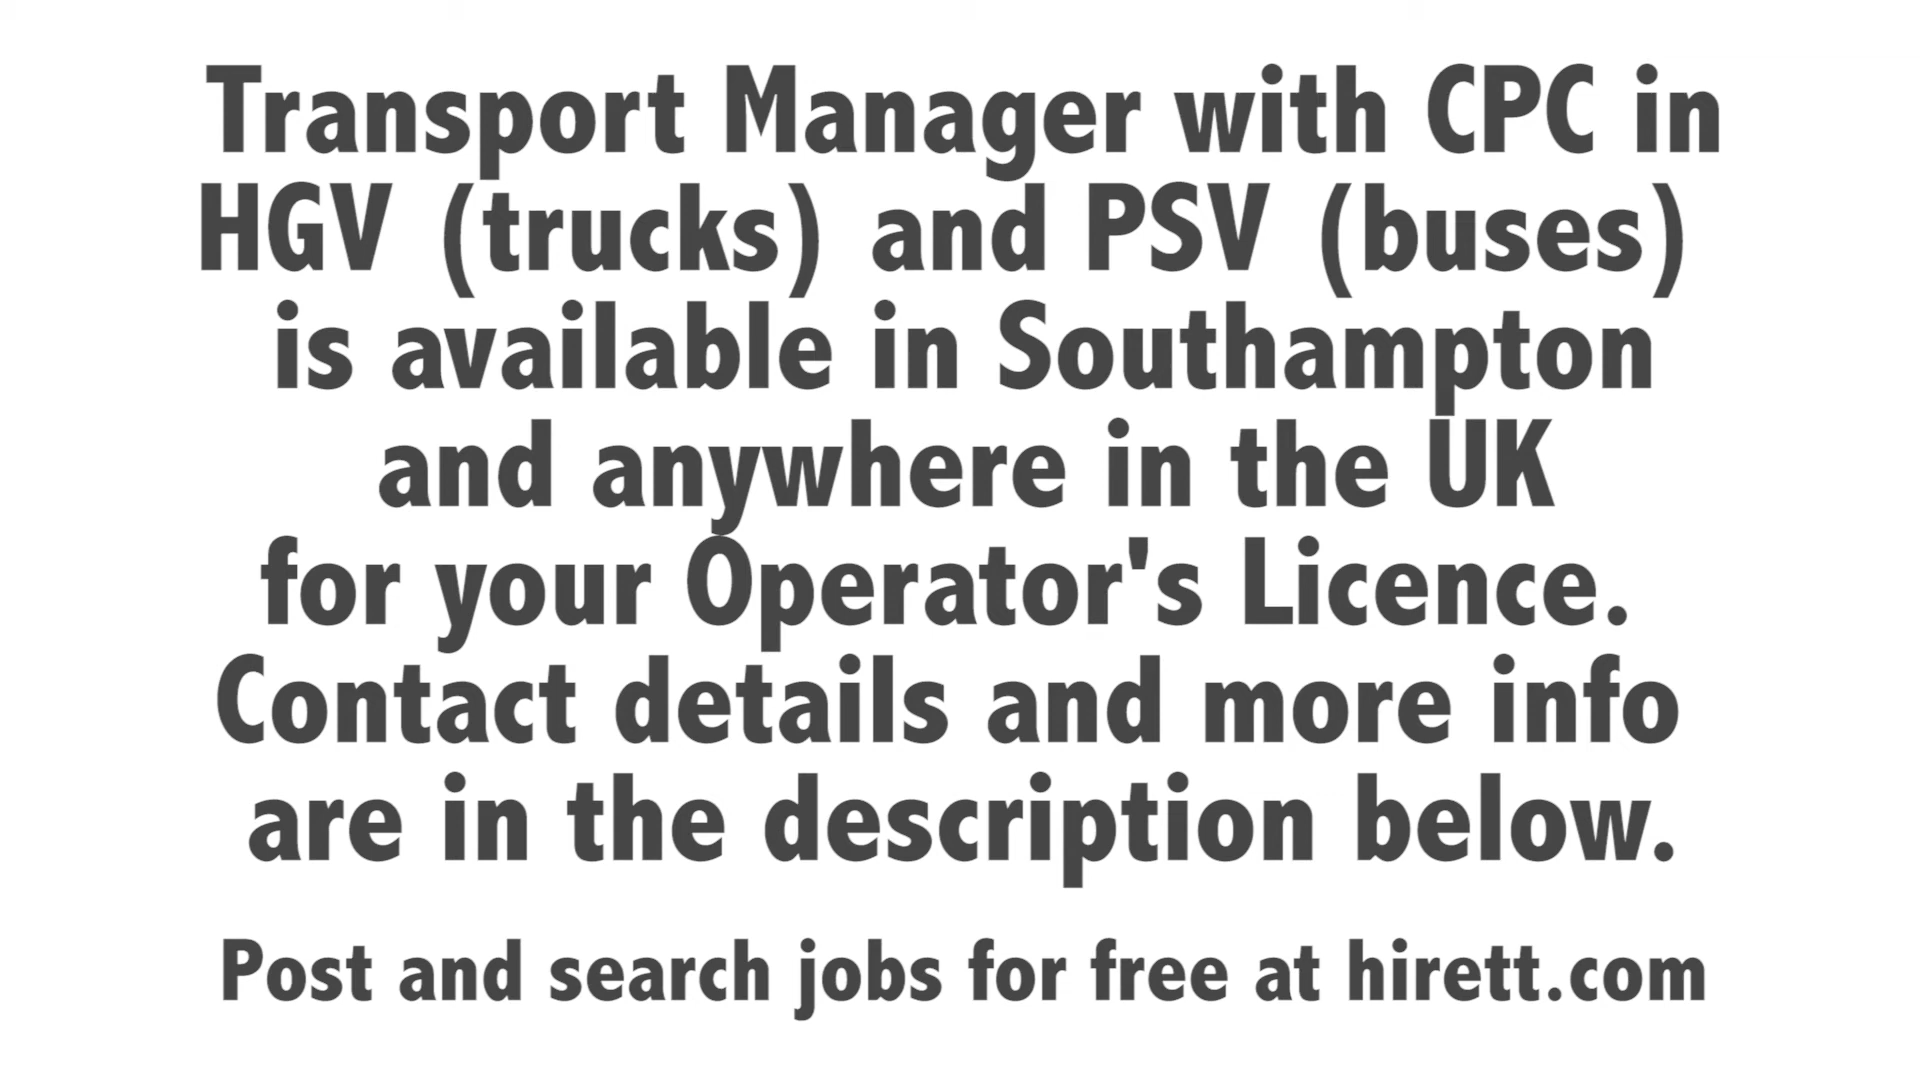 Transport Manager with CPC in
HGV (trucks) and PSV (buses)
is available in Southampton
and anywhere in the UK
for your Operator's Licence.
Contact details and more info
are in the description below.
Post and search jobs for free at hirett.com